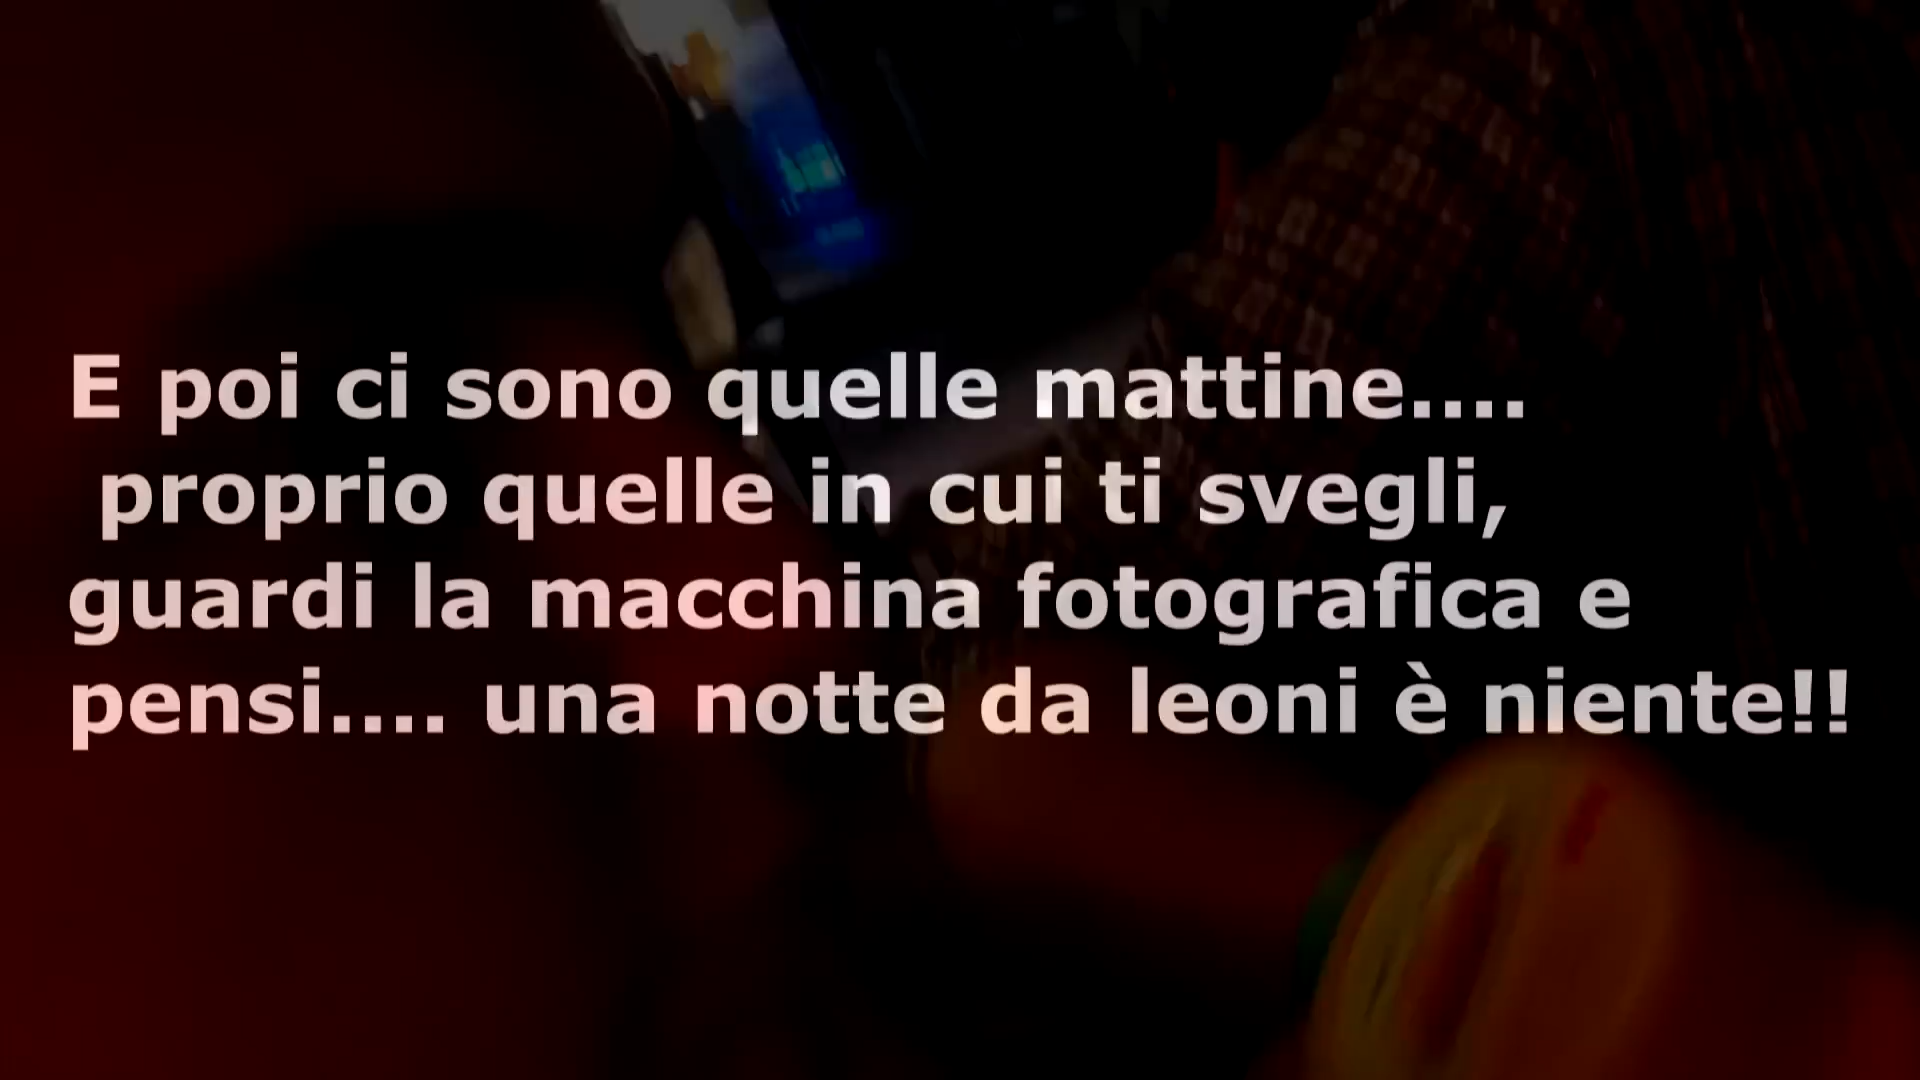 E poi ci sono quelle mattine....
proprio quelle in cui ti svegli,
guardi la macchina fotografica e
pensi.... una notte da leoni è niente!!